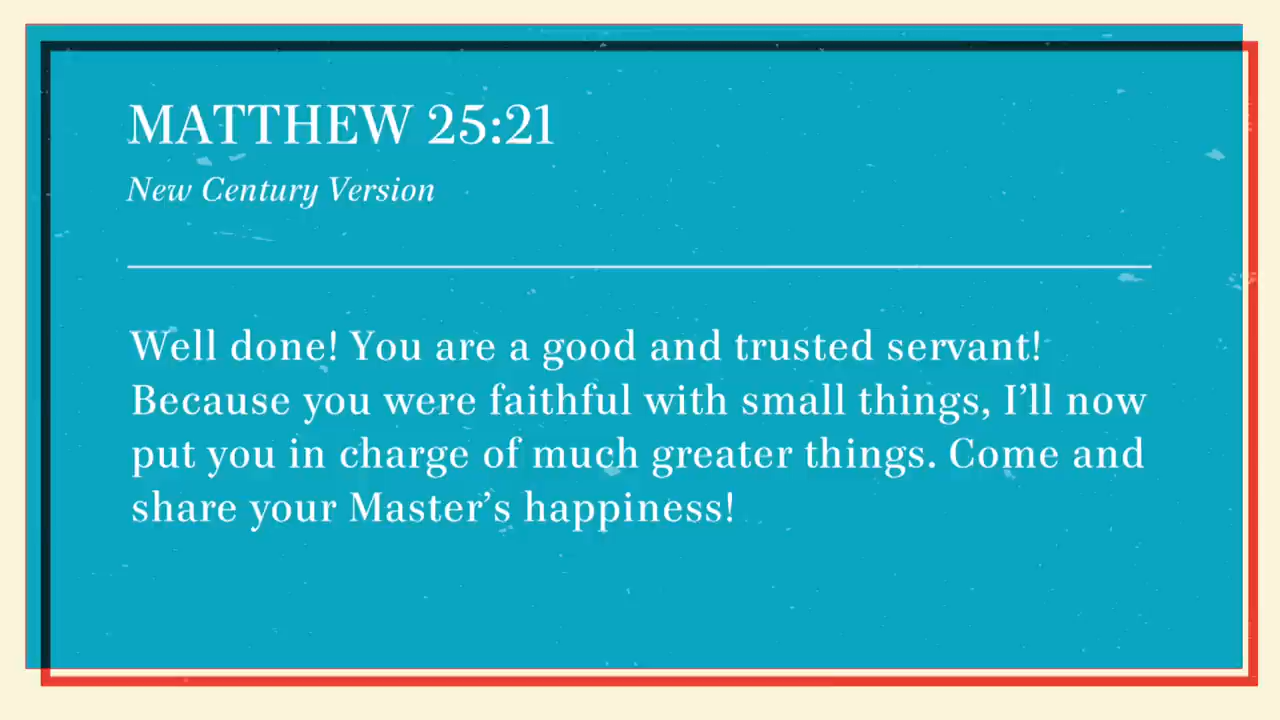 MATTHEW 25:21
New Century Version
Well done! You are a good and trusted servant!
Because you were faithful with small things, I’ll now
put you in charge of much greater things. Come and
share your Master’s happiness!